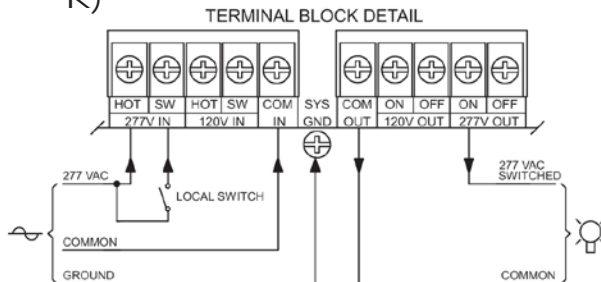 TERMINAL BLOCK DETAIL
HOT SW HOT SW COM SYS COM ON OFF ON OFF
277V IN 120V IN IN GND OUT 120V OUT 277V OUT
277 VAC 277 VAC
SWITCHED
LOCAL SWITCH
COMMON
GROUND COMMON